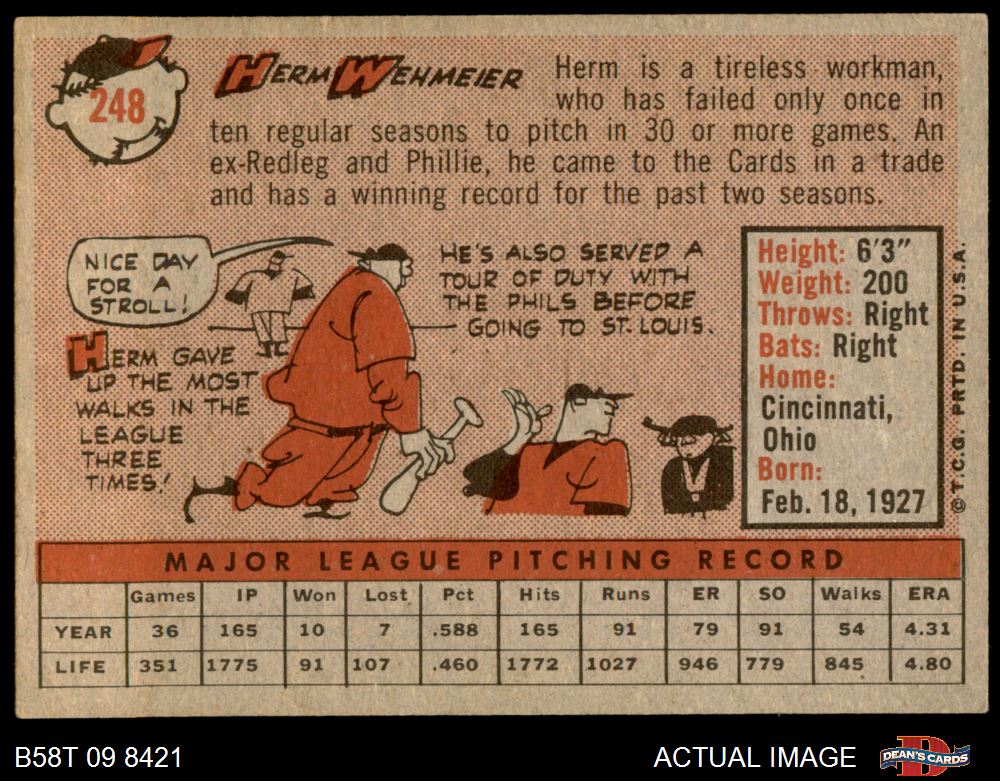 248
HERM WEHMEIER
Herm is a tireless workman,
who has failed only once in
ten regular seasons to pitch in 30 or more games. An
ex-Redleg and Phillie, he came to the Cards in a trade
and has a winning record for the past two seasons.
NICE DAY
FOR A
STROLL!
HERM GAVE
UP THE MOST
WALKS IN THE
LEAGUE
THREE
TIMES!
HE'S ALSO SERVED A
TOUR OF DUTY WITH
THE PHILS BEFORE
GOING TO ST. LOUIS.
Height: 6'3"
Weight: 200
Throws: Right
Bats: Right
Home:
Cincinnati,
Ohio
Born:
Feb. 18, 1927
© T.C.G. PRTD. IN U.S.A.
MAJOR LEAGUE PITCHING RECORD
Games IP Won Lost Pct Hits Runs ER SO Walks ERA
YEAR 36 165 10 7 .588 165 91 79 91 54 4.31
LIFE 351 1775 91 107 .460 1772 1027 946 779 845 4.80
B58T 09 8421
ACTUAL IMAGE
DEAN'S CARDS